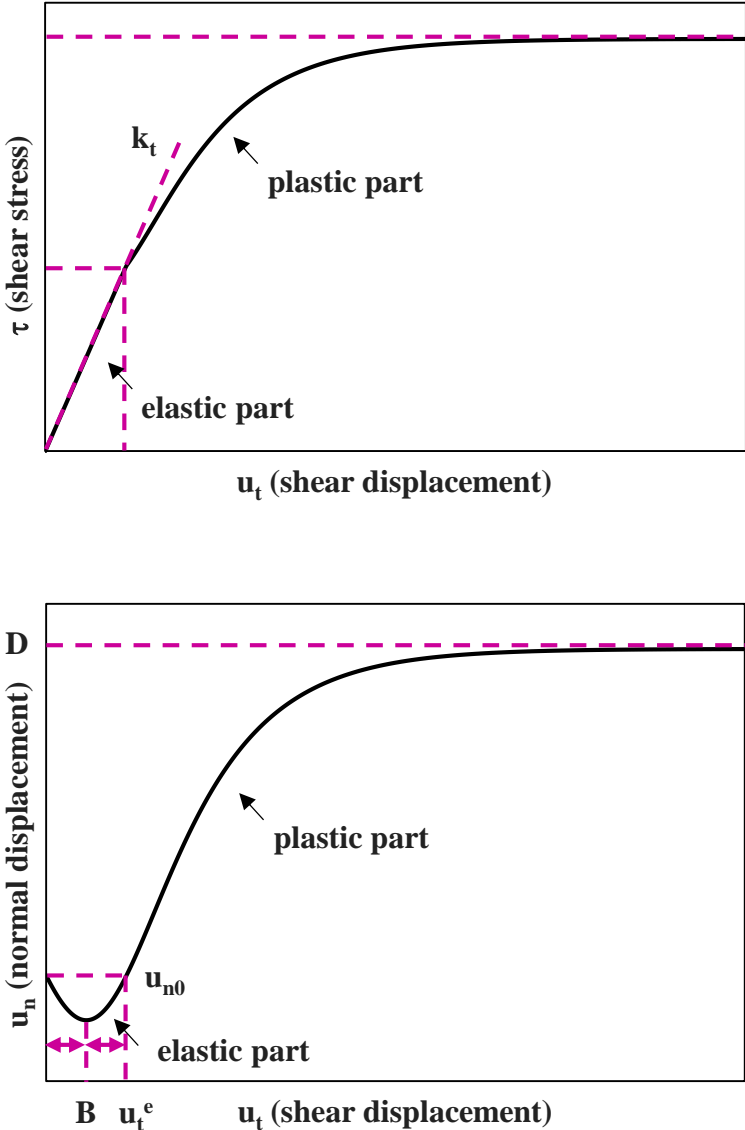 k_t
plastic part
τ (shear stress)
elastic part
u_t (shear displacement)
D
u_n (normal displacement)
plastic part
u_n0
elastic part
B u_t^e u_t (shear displacement)